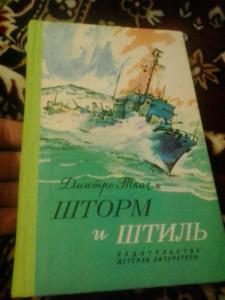 Дмитро Ткач
ШТОРМ
и ШТИЛЬ
ИЗДАТЕЛЬСТВО
"ДЕТСКАЯ ЛИТЕРАТУРА"